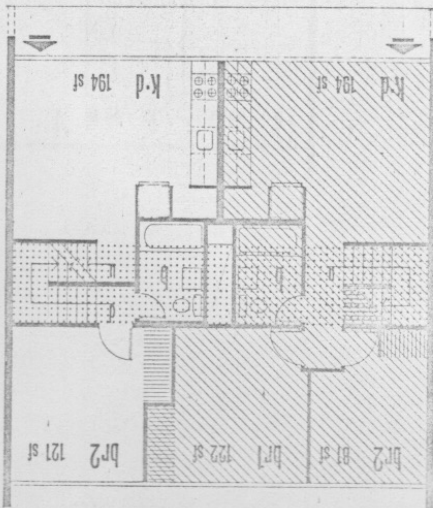 br2 81 sf
br1 122 sf
br2 121 sf
d
u
b
u
k·d 194 sf
k·d 194 sf